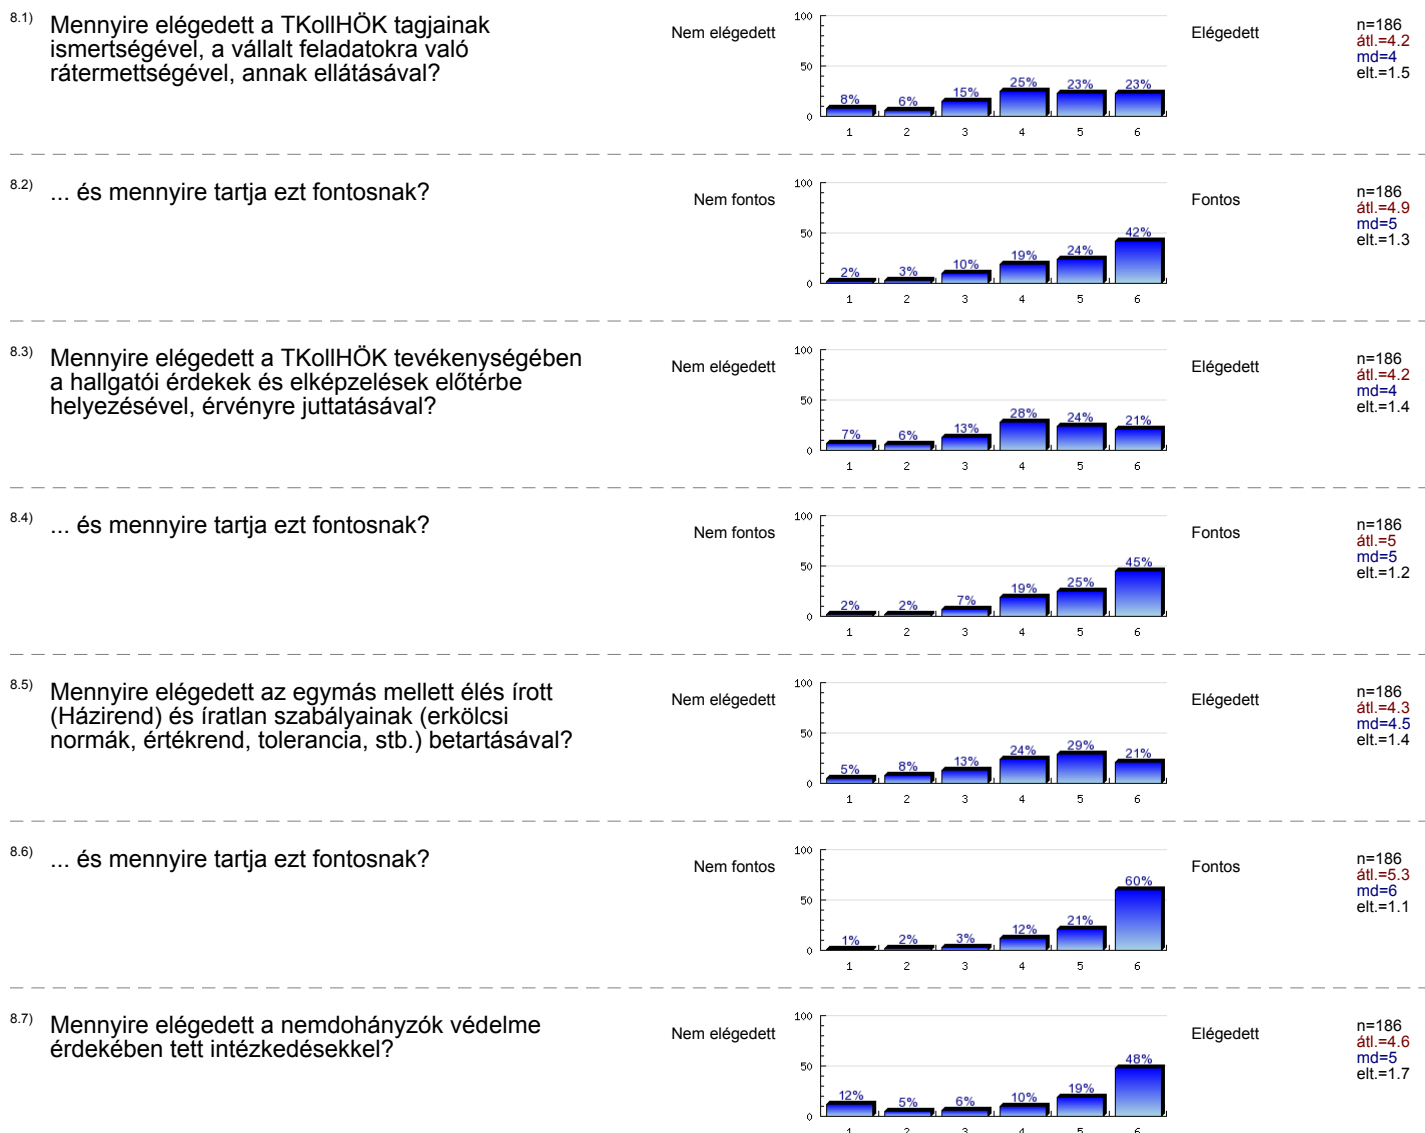 8.1) Mennyire elégedett a TKollHÖK tagjainak
ismertségével, a vállalt feladatokra való
rátermettségével, annak ellátásával?
Nem elégedett
100
50
0
8% 6% 15% 25% 23% 23%
1 2 3 4 5 6
Elégedett
n=186
átl.=4.2
md=4
elt.=1.5
8.2) ... és mennyire tartja ezt fontosnak?
Nem fontos
100
50
0
2% 3% 10% 19% 24% 42%
1 2 3 4 5 6
Fontos
n=186
átl.=4.9
md=5
elt.=1.3
8.3) Mennyire elégedett a TKollHÖK tevékenységében
a hallgatói érdekek és elképzelések előtérbe
helyezésével, érvényre juttatásával?
Nem elégedett
100
50
0
7% 6% 13% 28% 24% 21%
1 2 3 4 5 6
Elégedett
n=186
átl.=4.2
md=4
elt.=1.4
8.4) ... és mennyire tartja ezt fontosnak?
Nem fontos
100
50
0
2% 2% 7% 19% 25% 45%
1 2 3 4 5 6
Fontos
n=186
átl.=5
md=5
elt.=1.2
8.5) Mennyire elégedett az egymás mellett élés írott
(Házirend) és íratlan szabályainak (erkölcsi
normák, értékrend, tolerancia, stb.) betartásával?
Nem elégedett
100
50
0
5% 8% 13% 24% 29% 21%
1 2 3 4 5 6
Elégedett
n=186
átl.=4.3
md=4.5
elt.=1.4
8.6) ... és mennyire tartja ezt fontosnak?
Nem fontos
100
50
0
1% 2% 3% 12% 21% 60%
1 2 3 4 5 6
Fontos
n=186
átl.=5.3
md=6
elt.=1.1
8.7) Mennyire elégedett a nemdohányzók védelme
érdekében tett intézkedésekkel?
Nem elégedett
100
50
0
12% 5% 6% 10% 19% 48%
1 2 3 4 5 6
Elégedett
n=186
átl.=4.6
md=5
elt.=1.7